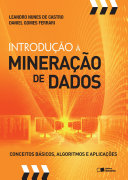 LEANDRO NUNES DE CASTRO
DANIEL GOMES FERRARI
INTRODUÇÃO À
MINERAÇÃO
DE DADOS
CONCEITOS BÁSICOS, ALGORITMOS E APLICAÇÕES